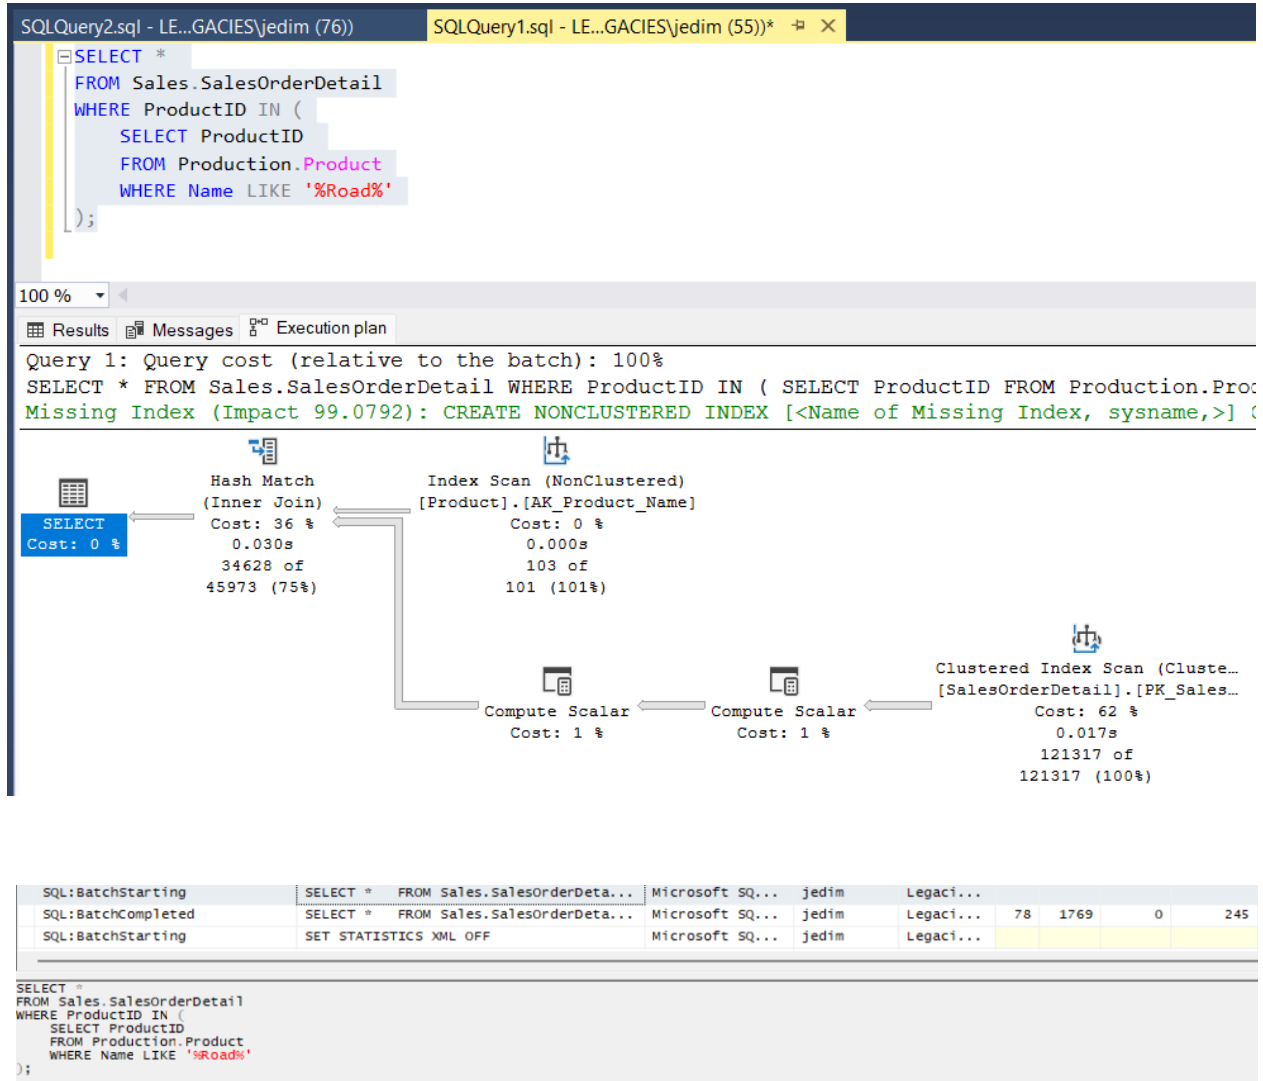 SQLQuery2.sql - LE...GACIES\jedim (76))
SQLQuery1.sql - LE...GACIES\jedim (55))*
SELECT *
FROM Sales.SalesOrderDetail
WHERE ProductID IN (
SELECT ProductID
FROM Production.Product
WHERE Name LIKE '%Road%'
);
100 %
Results Messages Execution plan
Query 1: Query cost (relative to the batch): 100%
SELECT * FROM Sales.SalesOrderDetail WHERE ProductID IN ( SELECT ProductID FROM Production.Proc
Missing Index (Impact 99.0792): CREATE NONCLUSTERED INDEX [<Name of Missing Index, sysname,>]
SELECT
Cost: 0 %
Hash Match
(Inner Join)
Cost: 36 %
0.030s
34628 of
45973 (75%)
Index Scan (NonClustered)
[Product].[AK_Product_Name]
Cost: 0 %
0.000s
103 of
101 (101%)
Compute Scalar
Cost: 1 %
Compute Scalar
Cost: 1 %
Clustered Index Scan (Cluste...
[SalesOrderDetail].[PK_Sales...
Cost: 62 %
0.017s
121317 of
121317 (100%)
SQL:BatchStarting SELECT * FROM Sales.SalesOrderDeta... Microsoft SQ... jedim Legaci...
SQL:BatchCompleted SELECT * FROM Sales.SalesOrderDeta... Microsoft SQ... jedim Legaci... 78 1769 0 245
SQL:BatchStarting SET STATISTICS XML OFF Microsoft SQ... jedim Legaci...
SELECT *
FROM Sales.SalesOrderDetail
WHERE ProductID IN (
SELECT ProductID
FROM Production.Product
WHERE Name LIKE '%Road%'
);